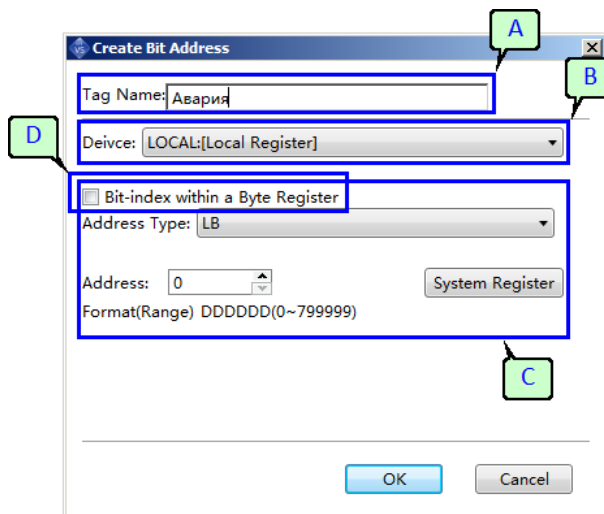 A
Create Bit Address
B
Tag Name: Авария
D
Deivce: LOCAL:[Local Register]
Bit-index within a Byte Register
Address Type: LB
Address: 0 System Register
Format(Range) DDDDDD(0~799999)
C
OK Cancel